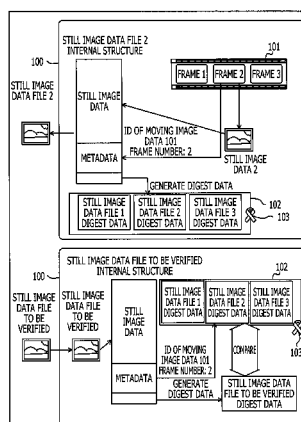 STILL IMAGE DATA FILE 2
INTERNAL STRUCTURE
100
101
FRAME 1
FRAME 2
FRAME 3
STILL IMAGE
DATA FILE 2
STILL IMAGE
DATA
ID OF MOVING IMAGE
DATA 101
FRAME NUMBER: 2
METADATA
STILL IMAGE
DATA 2
GENERATE DIGEST DATA
102
103
STILL IMAGE
DATA FILE 1
DIGEST DATA
STILL IMAGE
DATA FILE 2
DIGEST DATA
STILL IMAGE
DATA FILE 3
DIGEST DATA
100
STILL IMAGE DATA FILE TO BE VERIFIED
INTERNAL STRUCTURE
102
STILL IMAGE
DATA FILE
TO BE
VERIFIED
STILL IMAGE
DATA FILE
TO BE VERIFIED
STILL
IMAGE
DATA
STILL IMAGE
DATA FILE 1
DIGEST DATA
STILL IMAGE
DATA FILE 2
DIGEST DATA
STILL IMAGE
DATA FILE 3
DIGEST DATA
103
ID OF MOVING IMAGE
DATA 101
FRAME NUMBER: 2
COMPARE
METADATA
GENERATE
DIGEST DATA
STILL IMAGE
DATA FILE TO BE VERIFIED
DIGEST DATA